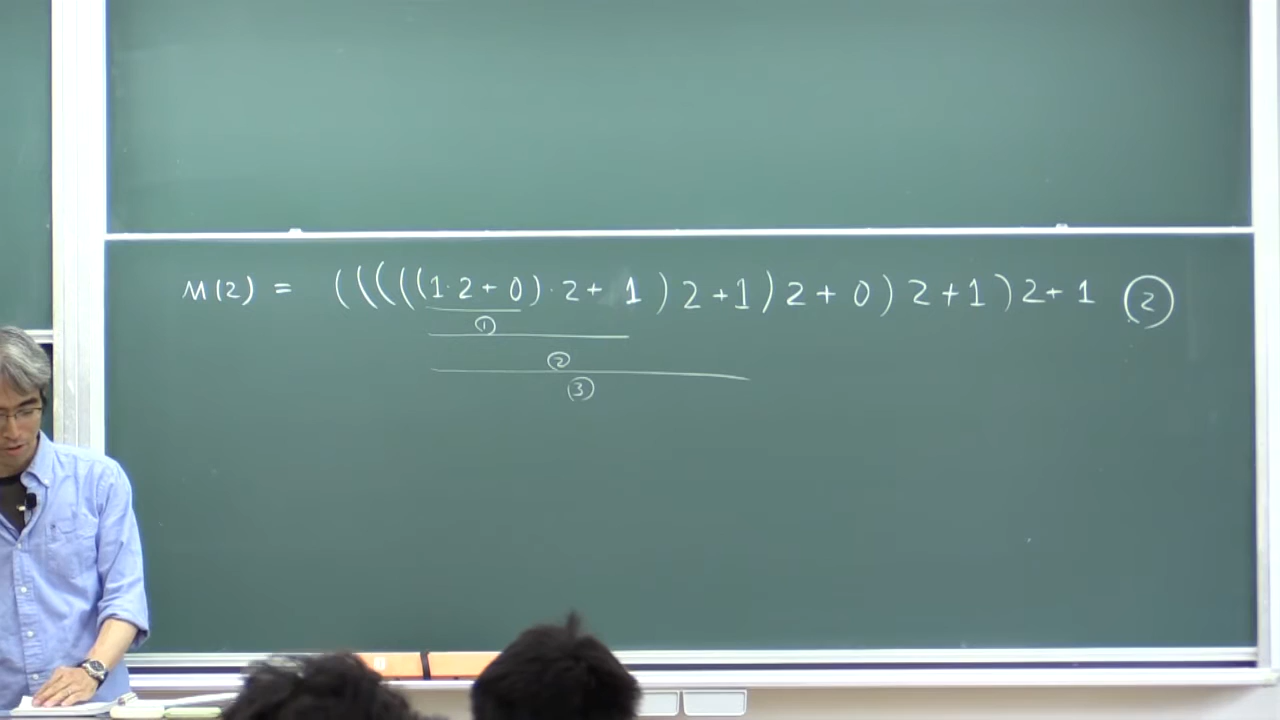 M(2) = ((((((1·2+0)·2+1)2+1)2+0)2+1)2+1 ②
①
②
③